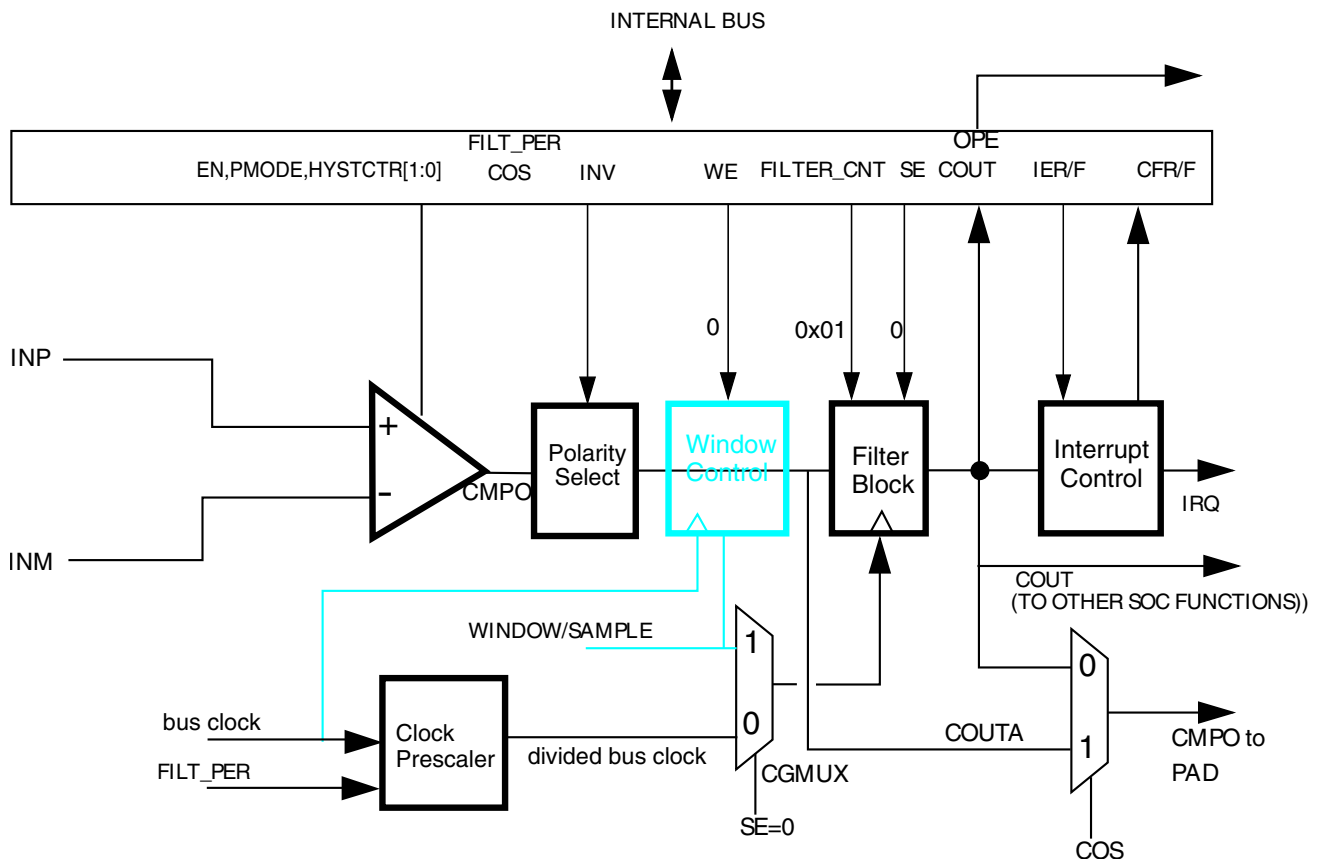 INTERNAL BUS
OPE
FILT_PER
EN,PMODE,HYSTCTR[1:0]
COS
INV
WE
FILTER_CNT
SE
COUT
IER/F
CFR/F
0
0x01
0
INP
+
-
CMPO
Polarity
Select
Window
Control
Filter
Block
Interrupt
Control
IRQ
INM
COUT
(TO OTHER SOC FUNCTIONS))
WINDOW/SAMPLE
1
0
CGMUX
SE=0
bus clock
FILT_PER
Clock
Prescaler
divided bus clock
COUTA
0
1
CMPO to
PAD
COS